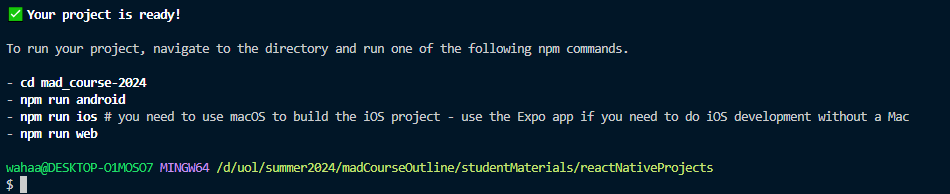 ✅ Your project is ready!
To run your project, navigate to the directory and run one of the following npm commands.
- cd mad_course-2024
- npm run android
- npm run ios # you need to use macOS to build the iOS project - use the Expo app if you need to do iOS development without a Mac
- npm run web
wahaa@DESKTOP-O1MOSO7 MINGW64 /d/uol/summer2024/madCourseOutline/studentMaterials/reactNativeProjects
$